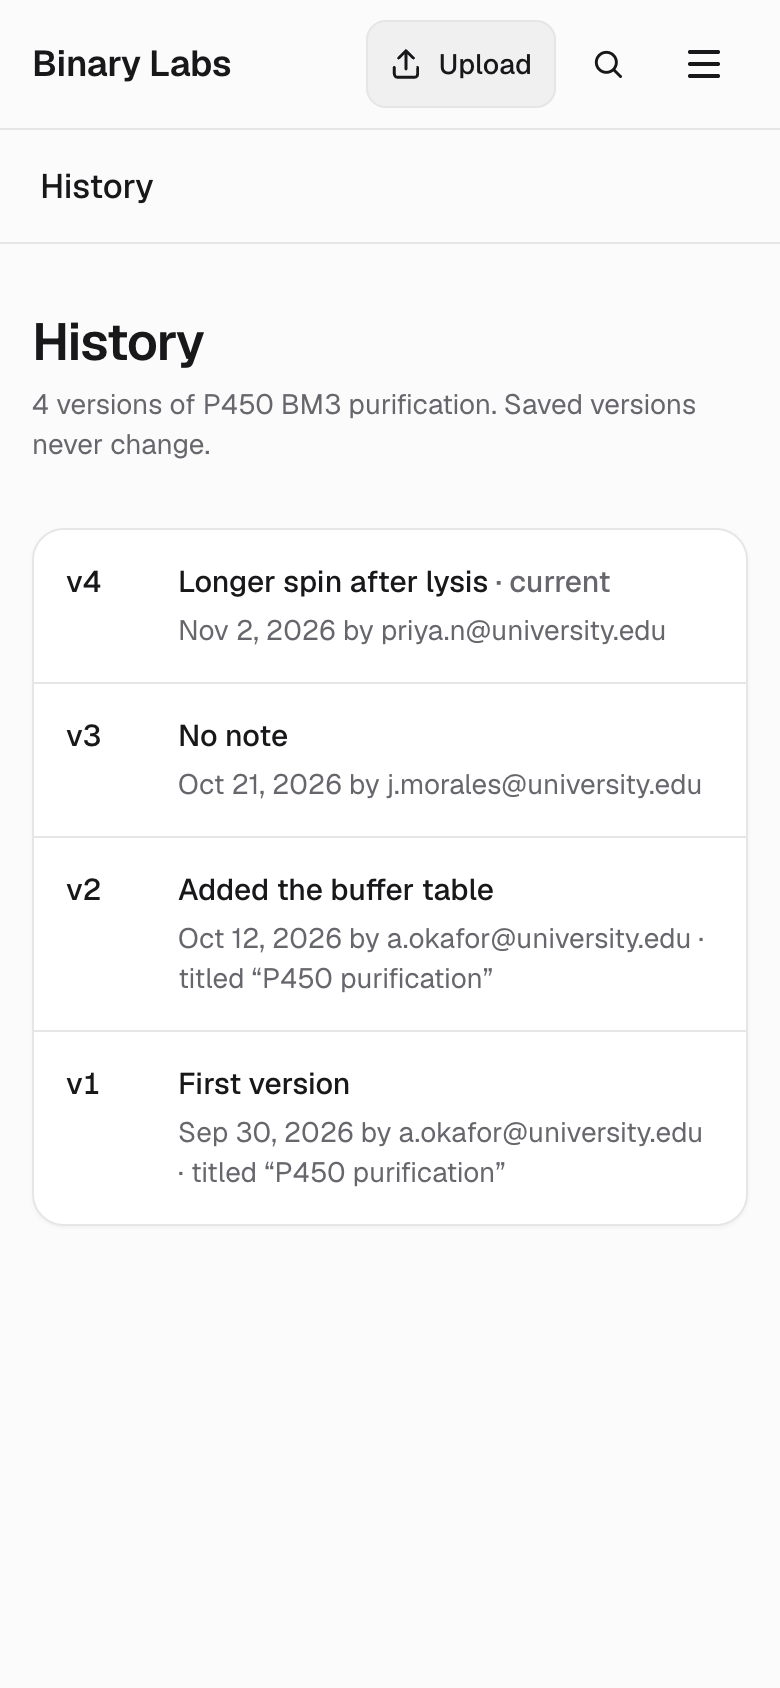 Binary Labs
Upload
History
History
4 versions of P450 BM3 purification. Saved versions
never change.
v4
Longer spin after lysis · current
Nov 2, 2026 by priya.n@university.edu
v3
No note
Oct 21, 2026 by j.morales@university.edu
v2
Added the buffer table
Oct 12, 2026 by a.okafor@university.edu ·
titled “P450 purification”
v1
First version
Sep 30, 2026 by a.okafor@university.edu
· titled “P450 purification”